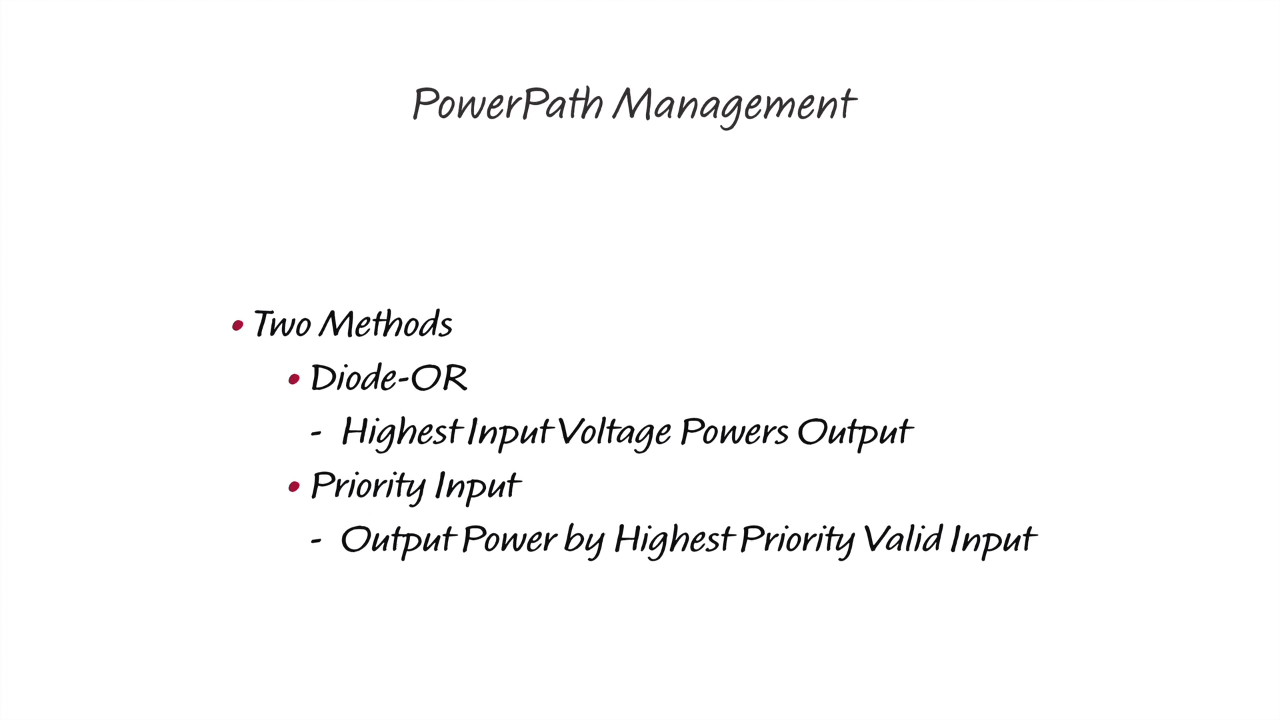 PowerPath Management
• Two Methods
• Diode-OR
- Highest Input Voltage Powers Output
• Priority Input
- Output Power by Highest Priority Valid Input